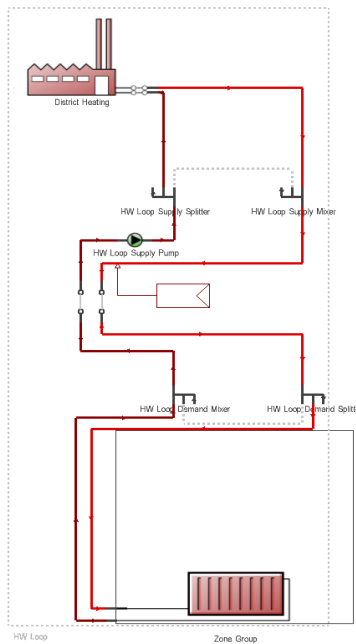 District Heating
HW Loop Supply Splitter
HW Loop Supply Mixer
HW Loop Supply Pump
HW Loop Demand Mixer
HW Loop Demand Splitt
HW Loop
Zone Group